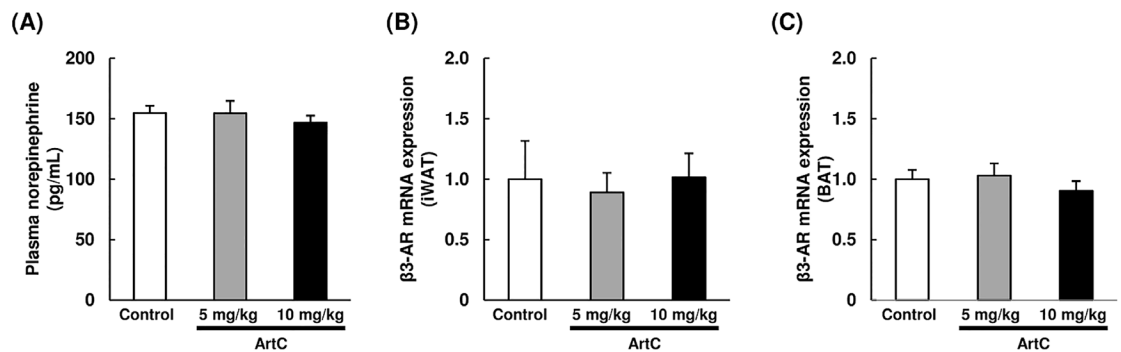 (A)
Plasma norepinephrine
(pg/mL)
200
150
100
50
0
Control
5 mg/kg
10 mg/kg
ArtC
(B)
β3-AR mRNA expression
(iWAT)
2.0
1.5
1.0
0.5
0
Control
5 mg/kg
10 mg/kg
ArtC
(C)
β3-AR mRNA expression
(BAT)
2.0
1.5
1.0
0.5
0
Control
5 mg/kg
10 mg/kg
ArtC